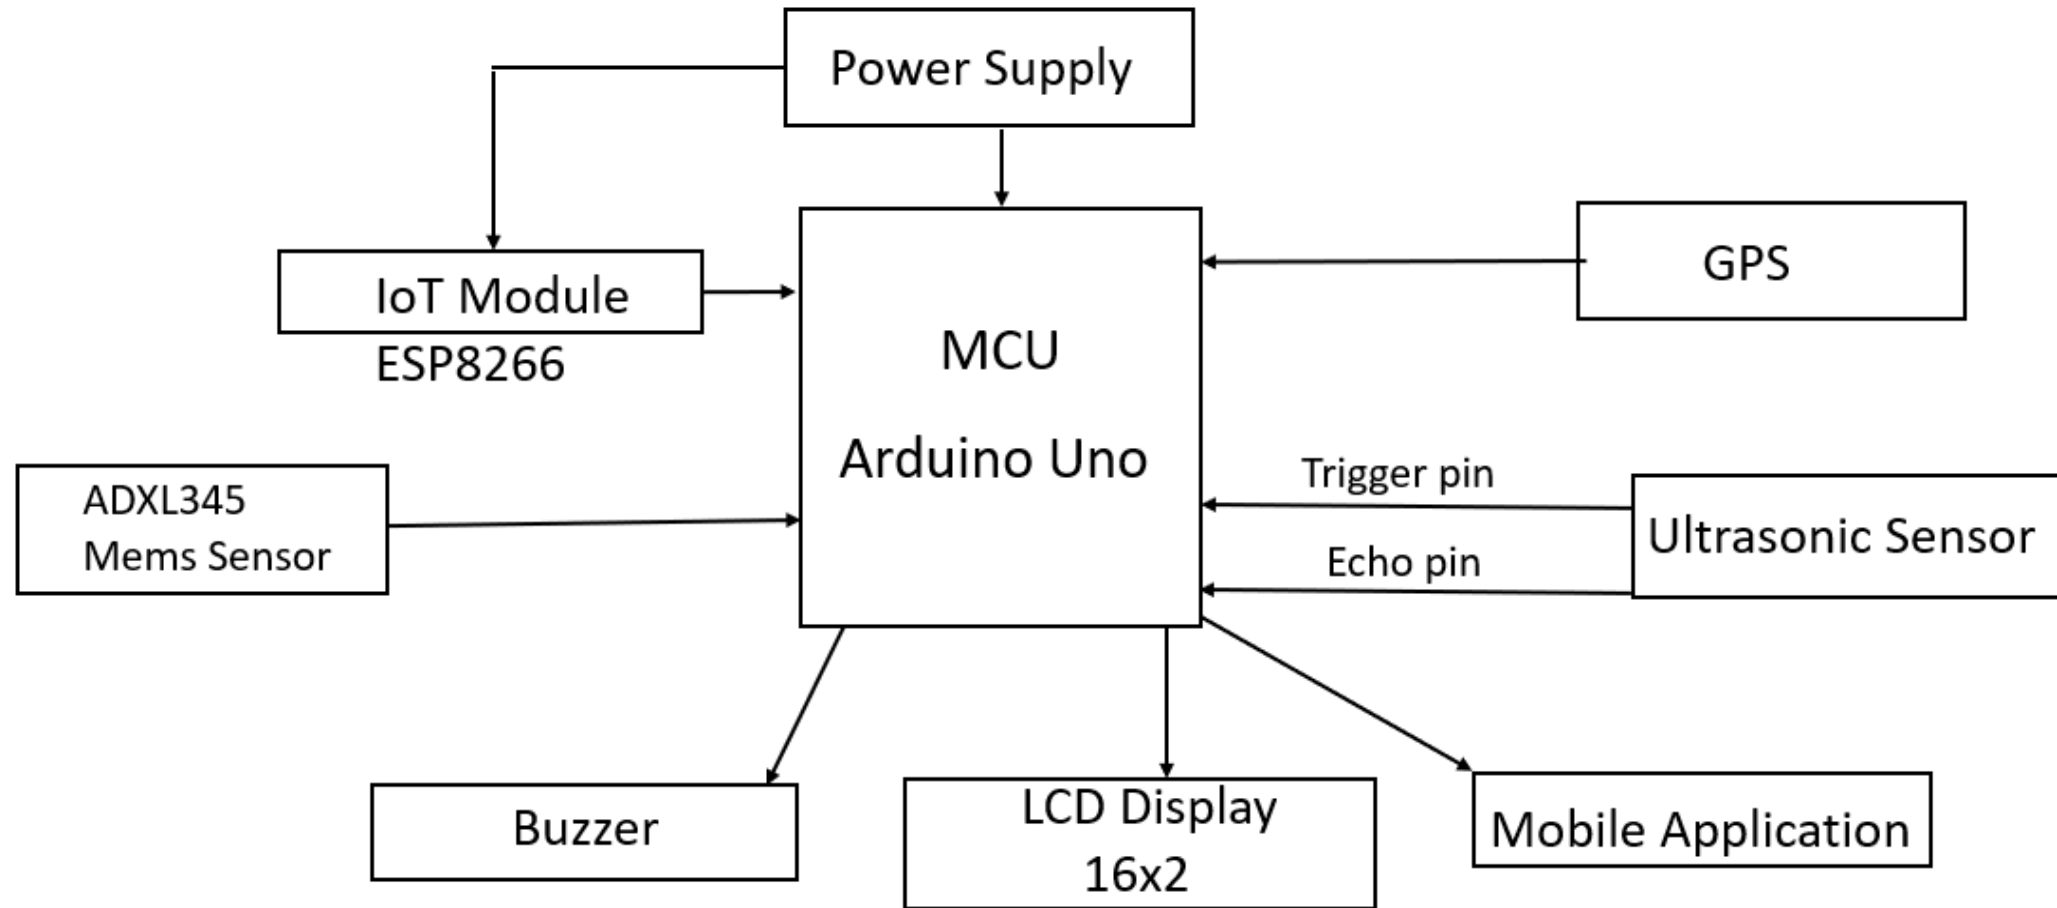 Power Supply
IoT Module
ESP8266
GPS
MCU
Arduino Uno
ADXL345
Mems Sensor
Trigger pin
Echo pin
Ultrasonic Sensor
Buzzer
LCD Display
16x2
Mobile Application